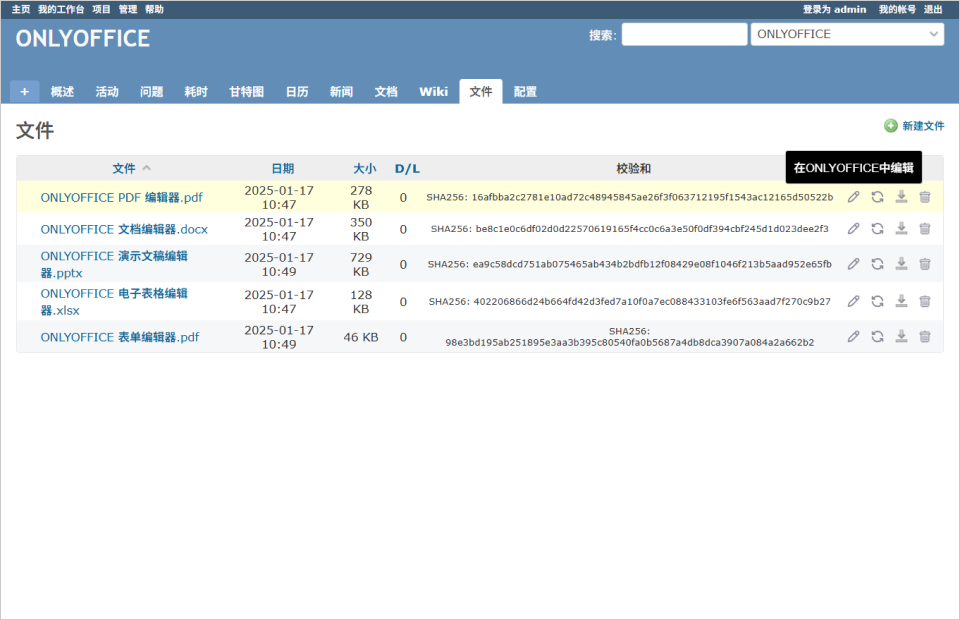 主页 我的工作台 项目 管理 帮助 登录为 admin 我的帐号 退出
ONLYOFFICE 搜索: ONLYOFFICE
+ 概述 活动 问题 耗时 甘特图 日历 新闻 文档 Wiki 文件 配置
文件 新建文件
文件 日期 大小 D/L 校验和 在ONLYOFFICE中编辑
ONLYOFFICE PDF 编辑器.pdf 2025-01-17 10:47 278 KB 0 SHA256: 16afbba2c2781e10ad72c48945845ae26f3f063712195f1543ac12165d50522b
ONLYOFFICE 文档编辑器.docx 2025-01-17 10:47 350 KB 0 SHA256: be8c1e0c6df02d0d22570619165f4cc0c6a3e50f0df394cbf245d1d023dee2f3
ONLYOFFICE 演示文稿编辑器.pptx 2025-01-17 10:49 729 KB 0 SHA256: ea9c58dcd751ab075465ab434b2bdfb12f08429e08f1046f213b5aad952e65fb
ONLYOFFICE 电子表格编辑器.xlsx 2025-01-17 10:47 128 KB 0 SHA256: 402206866d24b664fd42d3fed7a10f0a7ec088433103fe6f563aad7f270c9b27
ONLYOFFICE 表单编辑器.pdf 2025-01-17 10:49 46 KB 0 SHA256: 98e3bd195ab251895e3aa3b395c80540fa0b5687a4db8dca3907a084a2a662b2